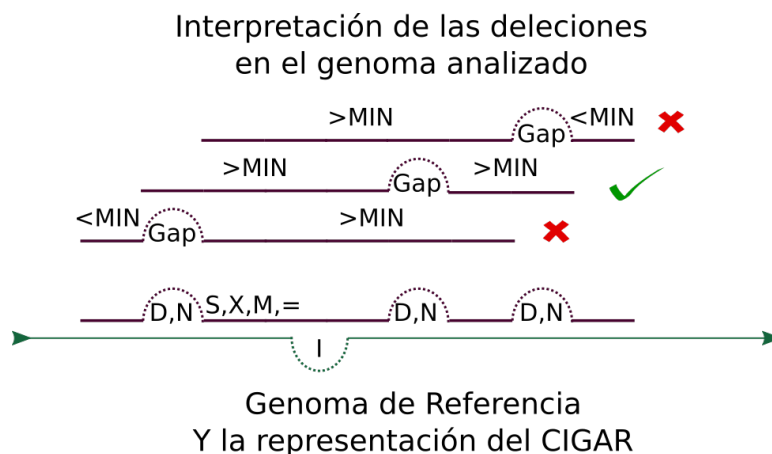 Interpretación de las deleciones
en el genoma analizado
>MIN Gap <MIN
>MIN Gap >MIN
<MIN Gap >MIN
D,N S,X,M,= D,N D,N
I
Genoma de Referencia
Y la representación del CIGAR